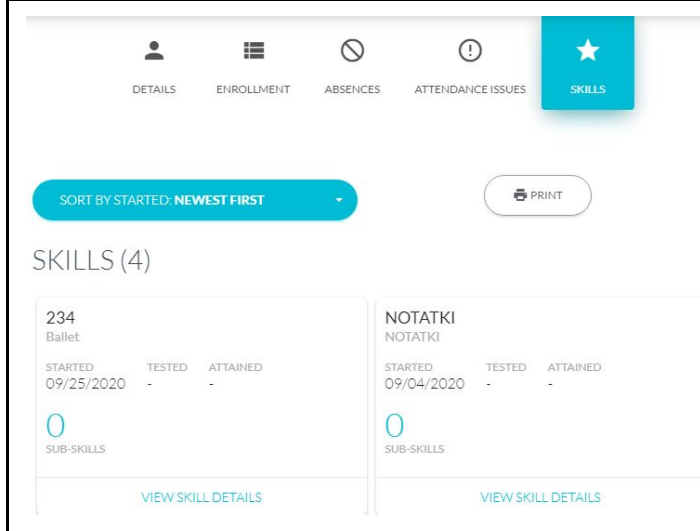 DETAILS ENROLLMENT ABSENCES ATTENDANCE ISSUES SKILLS
SORT BY STARTED: NEWEST FIRST
PRINT
SKILLS (4)
234
Ballet
STARTED TESTED ATTAINED
09/25/2020 - -
0
SUB-SKILLS
VIEW SKILL DETAILS
NOTATKI
NOTATKI
STARTED TESTED ATTAINED
09/04/2020 - -
0
SUB-SKILLS
VIEW SKILL DETAILS